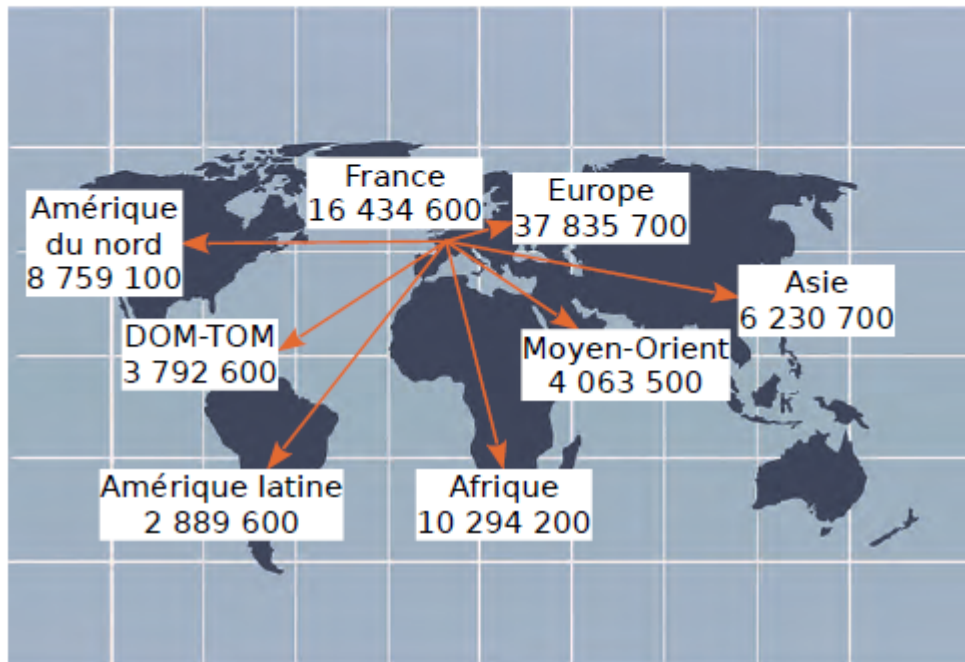 France
16 434 600
Europe
37 835 700
Amérique
du nord
8 759 100
Asie
6 230 700
DOM-TOM
3 792 600
Moyen-Orient
4 063 500
Amérique latine
2 889 600
Afrique
10 294 200